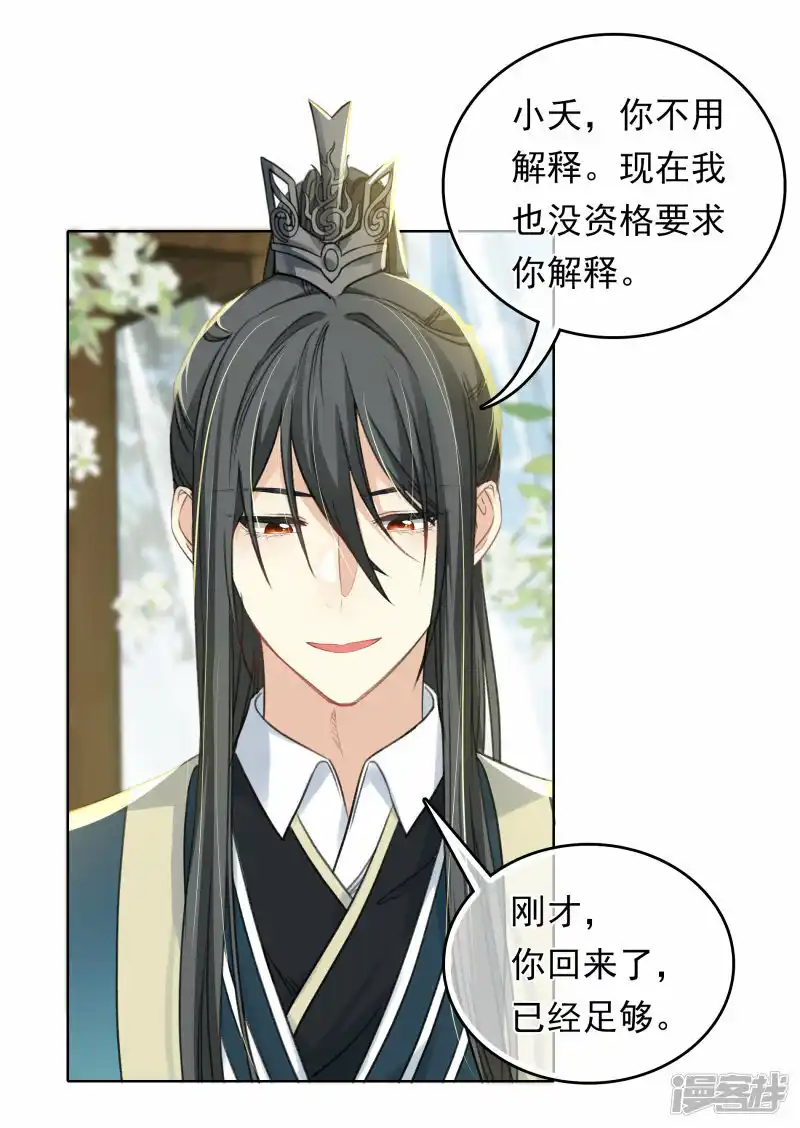 小夭，你不用
解释。现在我
也没资格要求
你解释。
刚才，
你回来了，
已经足够。
漫客栈